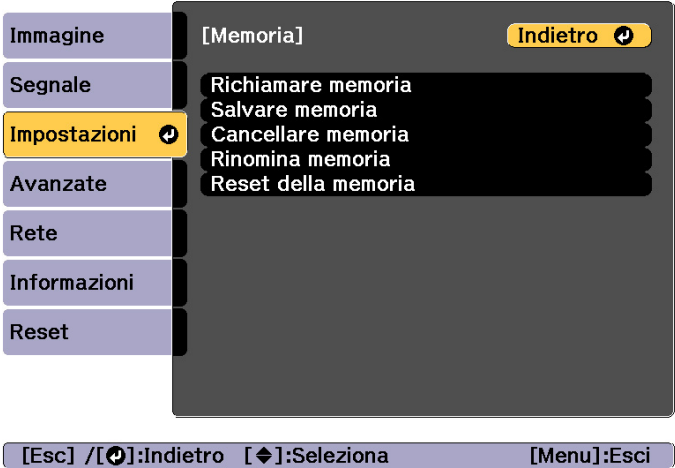 Immagine
Segnale
Impostazioni
Avanzate
Rete
Informazioni
Reset
[Memoria]
Indietro
Richiamare memoria
Salvare memoria
Cancellare memoria
Rinomina memoria
Reset della memoria
[Esc] /[⏎]:Indietro [◆]:Seleziona [Menu]:Esci